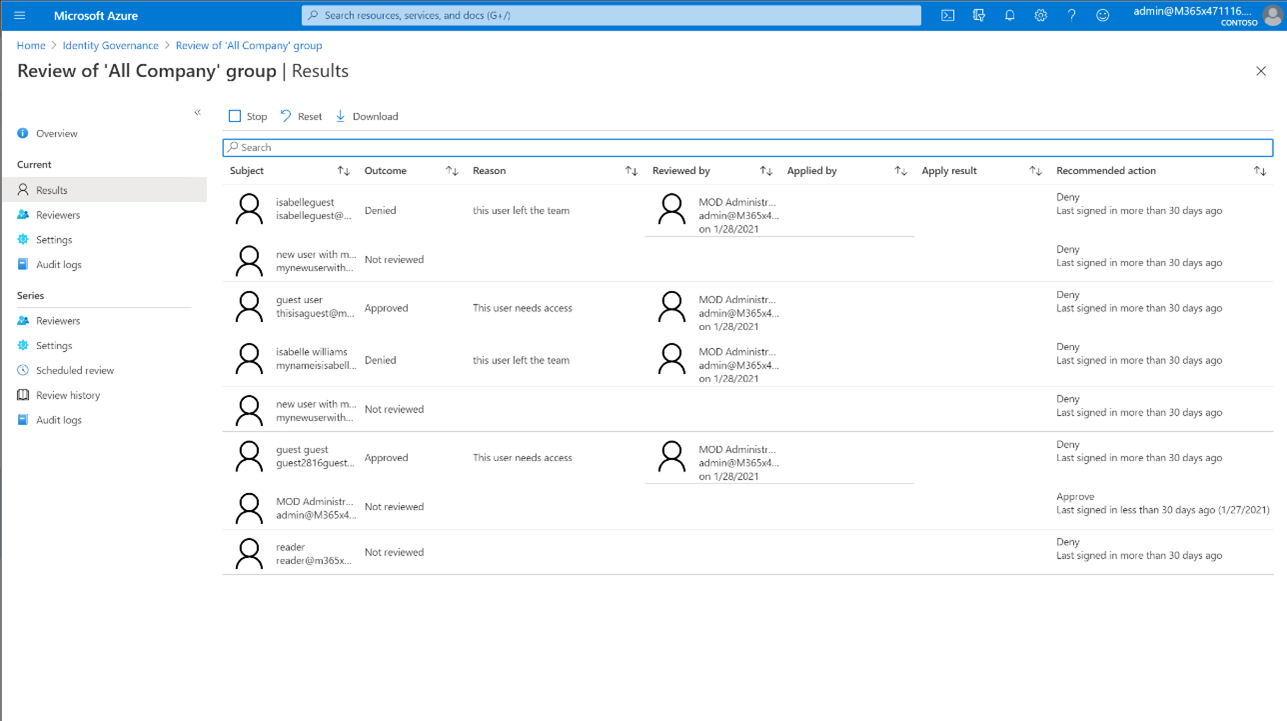 Microsoft Azure
Search resources, services, and docs (G+/)
admin@M365x471116....
CONTOSO
Home > Identity Governance > Review of 'All Company' group
Review of 'All Company' group | Results
Stop Reset Download
Overview
Current
Results
Reviewers
Settings
Audit logs
Series
Reviewers
Settings
Scheduled review
Review history
Audit logs
Search
Subject Outcome Reason Reviewed by Applied by Apply result Recommended action
isabelleguest
isabelleguest@...
Denied
this user left the team
MOD Administr...
admin@M365x4...
on 1/28/2021
Deny
Last signed in more than 30 days ago
new user with m...
mynewuserwith...
Not reviewed
Deny
Last signed in more than 30 days ago
guest user
thisisaguest@m...
Approved
This user needs access
MOD Administr...
admin@M365x4...
on 1/28/2021
Deny
Last signed in more than 30 days ago
isabelle williams
mynameisisabell...
Denied
this user left the team
MOD Administr...
admin@M365x4...
on 1/28/2021
Deny
Last signed in more than 30 days ago
new user with m...
mynewuserwith...
Not reviewed
Deny
Last signed in more than 30 days ago
guest guest
guest2816guest...
Approved
This user needs access
MOD Administr...
admin@M365x4...
on 1/28/2021
Deny
Last signed in more than 30 days ago
MOD Administr...
admin@M365x4...
Not reviewed
Approve
Last signed in less than 30 days ago (1/27/2021)
reader
reader@m365x...
Not reviewed
Deny
Last signed in more than 30 days ago